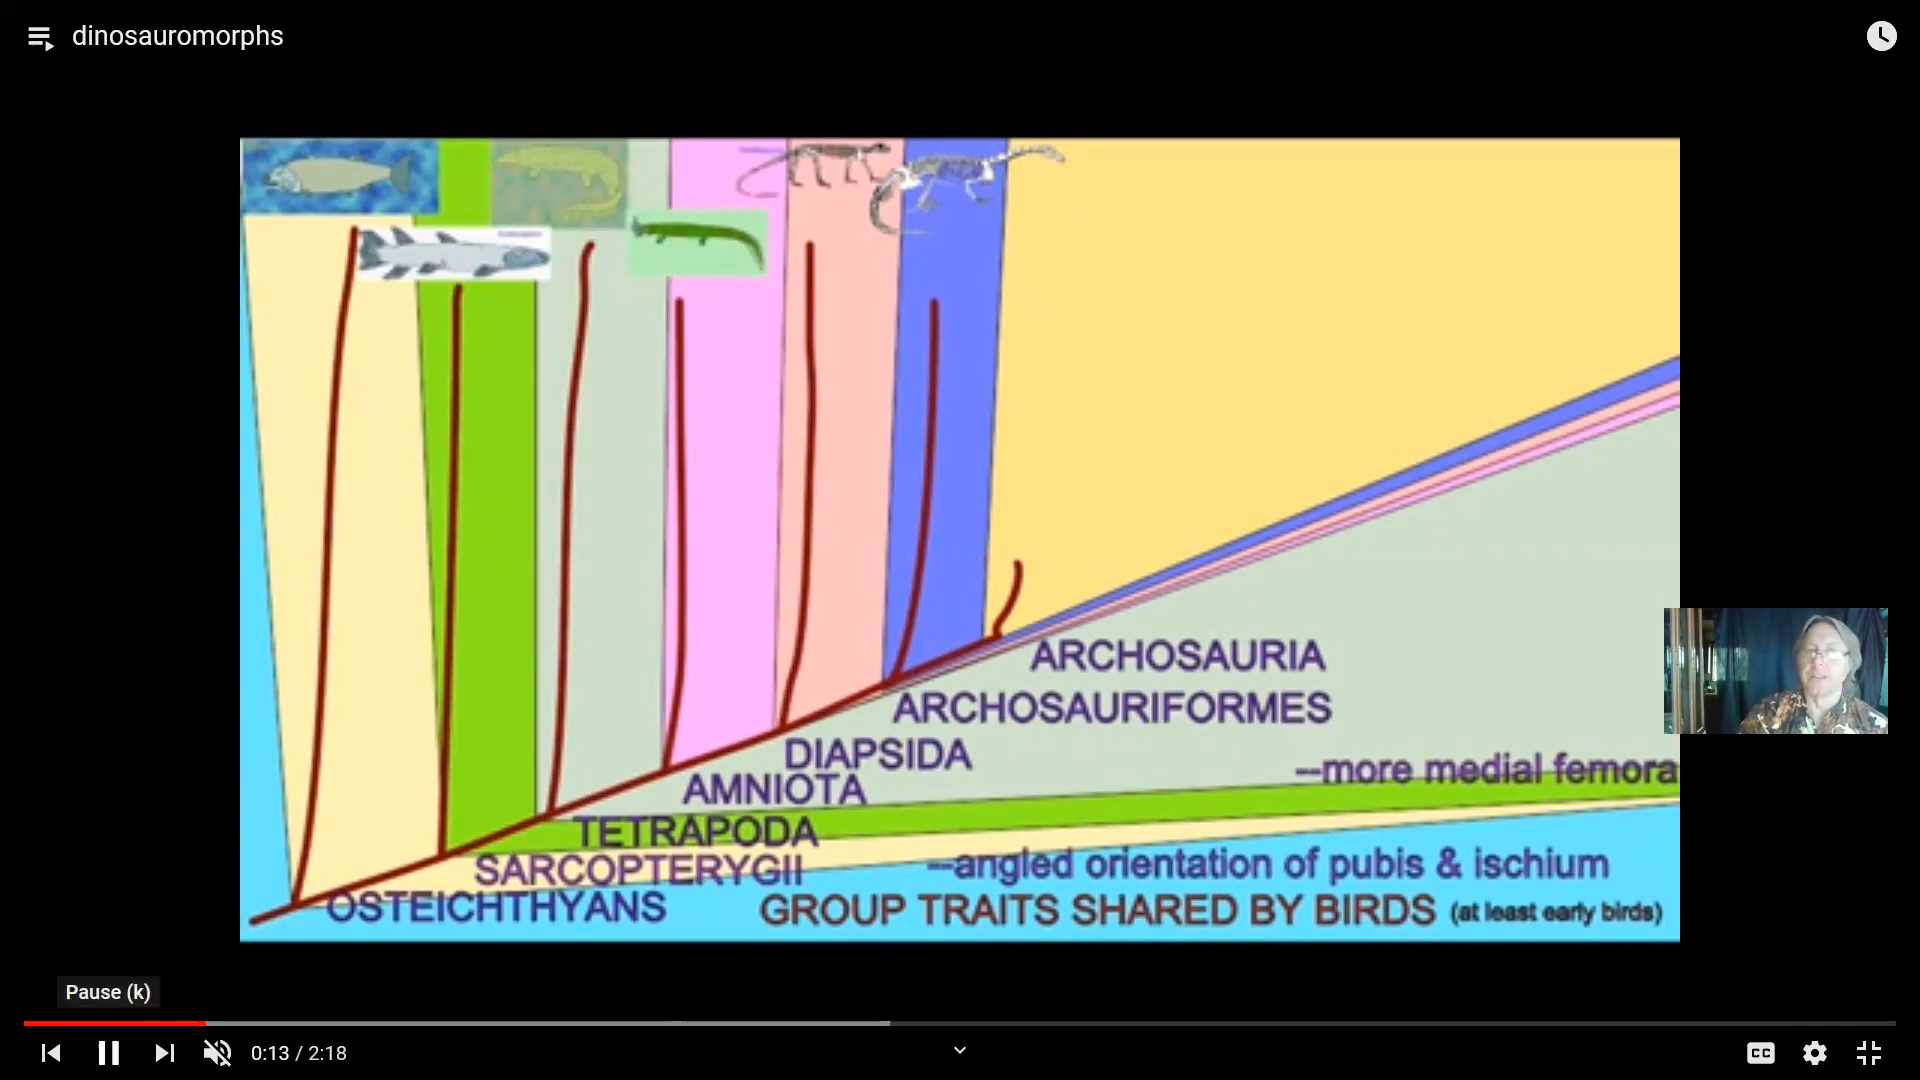 dinosauromorphs
ARCHOSAURIA
ARCHOSAURIFORMES
DIAPSIDA
--more medial femora
AMNIOTA
TETRAPODA
SARCOPTERYGII
--angled orientation of pubis & ischium
OSTEICHTHYANS
GROUP TRAITS SHARED BY BIRDS (at least early birds)
Pause (k)
0:13 / 2:18
CC